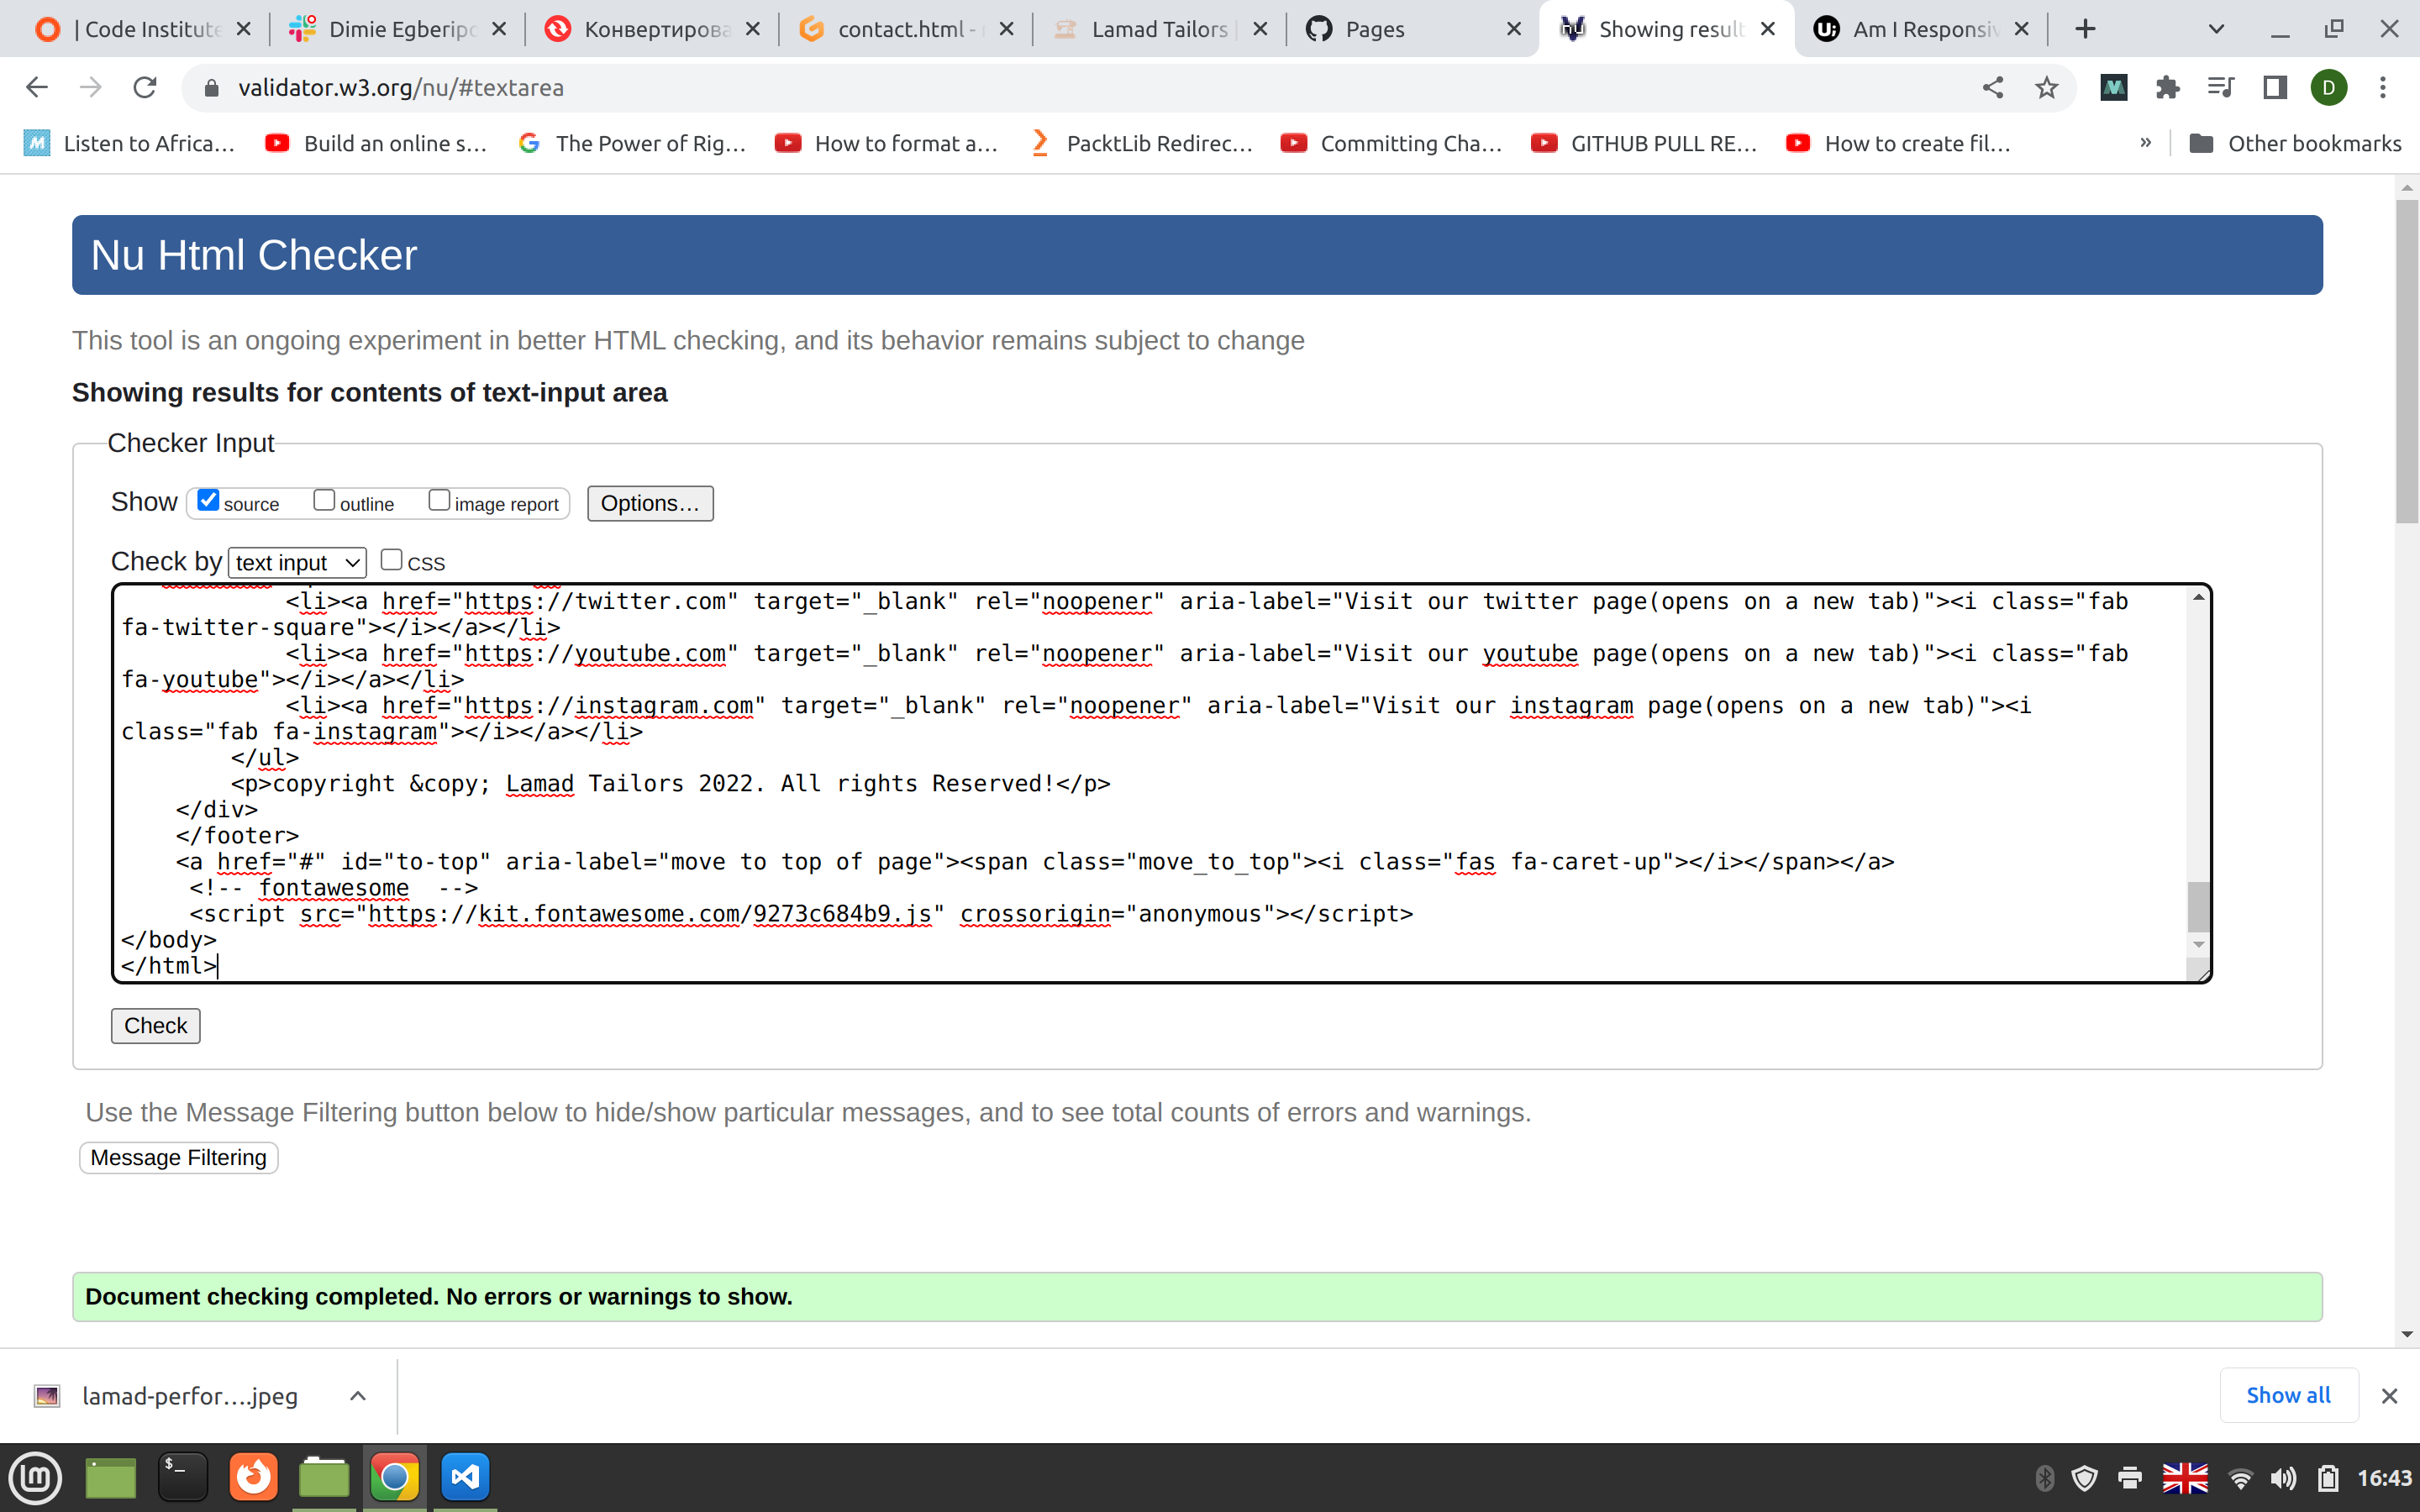 | Code Institute
Dimie Egberip
Конвертирова
contact.html -
Lamad Tailors |
Pages
Showing result
Am I Responsiv
validator.w3.org/nu/#textarea
D
Listen to Africa...
Build an online s...
The Power of Rig...
How to format a...
PacktLib Redirec...
Committing Cha...
GITHUB PULL RE...
How to create fil...
»
Other bookmarks
Nu Html Checker
This tool is an ongoing experiment in better HTML checking, and its behavior remains subject to change
Showing results for contents of text-input area
Checker Input
Show source outline image report Options...
Check by text input CSS
<li><a href="https://twitter.com" target="_blank" rel="noopener" aria-label="Visit our twitter page(opens on a new tab)"><i class="fab
fa-twitter-square"></i></a></li>
<li><a href="https://youtube.com" target="_blank" rel="noopener" aria-label="Visit our youtube page(opens on a new tab)"><i class="fab
fa-youtube"></i></a></li>
<li><a href="https://instagram.com" target="_blank" rel="noopener" aria-label="Visit our instagram page(opens on a new tab)"><i
class="fab fa-instagram"></i></a></li>
</ul>
<p>copyright &copy; Lamad Tailors 2022. All rights Reserved!</p>
</div>
</footer>
<a href="#" id="to-top" aria-label="move to top of page"><span class="move_to_top"><i class="fas fa-caret-up"></i></span></a>
<!-- fontawesome  -->
<script src="https://kit.fontawesome.com/9273c684b9.js" crossorigin="anonymous"></script>
</body>
</html>
Check
Use the Message Filtering button below to hide/show particular messages, and to see total counts of errors and warnings.
Message Filtering
Document checking completed. No errors or warnings to show.
lamad-perfor....jpeg
Show all
16:43